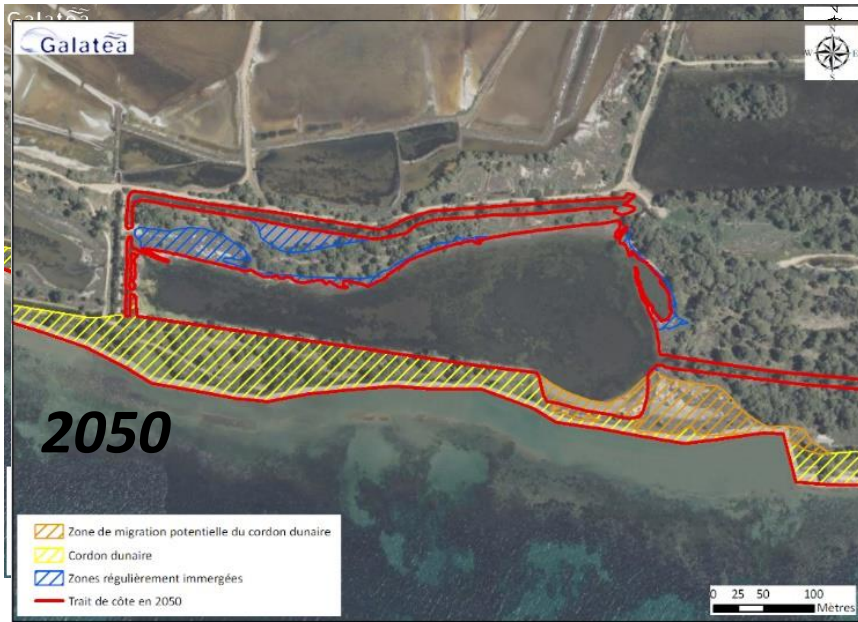 Galatea
Galatea
W
E
2050
Zone de migration potentielle du cordon dunaire
Cordon dunaire
Zones régulièrement immergées
Trait de côte en 2050
0 25 50 100
Mètres